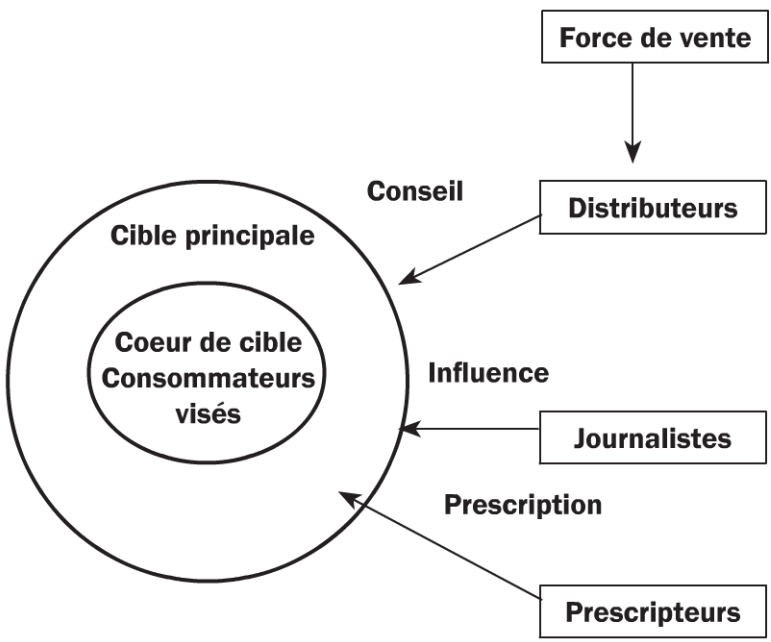 Force de vente
Conseil
Distributeurs
Cible principale
Coeur de cible
Consommateurs
visés
Influence
Journalistes
Prescription
Prescripteurs